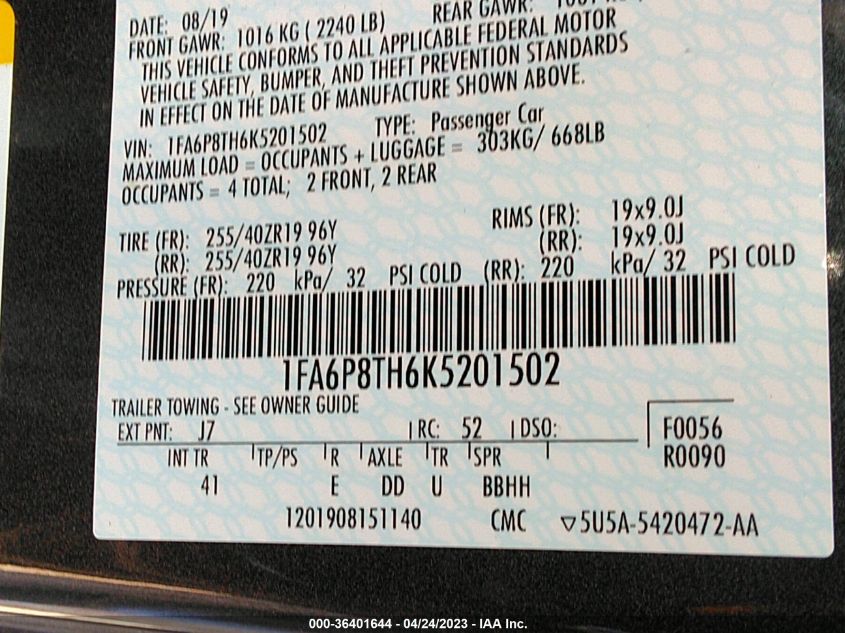 DATE: 08/19 REAR GAWR:
FRONT GAWR: 1016 KG ( 2240 LB)
THIS VEHICLE CONFORMS TO ALL APPLICABLE FEDERAL MOTOR
VEHICLE SAFETY, BUMPER, AND THEFT PREVENTION STANDARDS
IN EFFECT ON THE DATE OF MANUFACTURE SHOWN ABOVE.
VIN: 1FA6P8TH6K5201502 TYPE: Passenger Car
MAXIMUM LOAD = OCCUPANTS + LUGGAGE = 303KG/ 668LB
OCCUPANTS = 4 TOTAL; 2 FRONT, 2 REAR
TIRE (FR): 255/40ZR19 96Y RIMS (FR): 19x9.0J
(RR): 255/40ZR19 96Y (RR): 19x9.0J
PRESSURE (FR): 220 kPa/ 32 PSI COLD (RR): 220 kPa/ 32 PSI COLD
1FA6P8TH6K5201502
TRAILER TOWING - SEE OWNER GUIDE
EXT PNT: J7 RC: 52 DSO: F0056
INT TR TP/PS R AXLE TR SPR R0090
41 E DD U BBHH
1201908151140 CMC ▽5U5A-5420472-AA
000-36401644 - 04/24/2023 - IAA Inc.